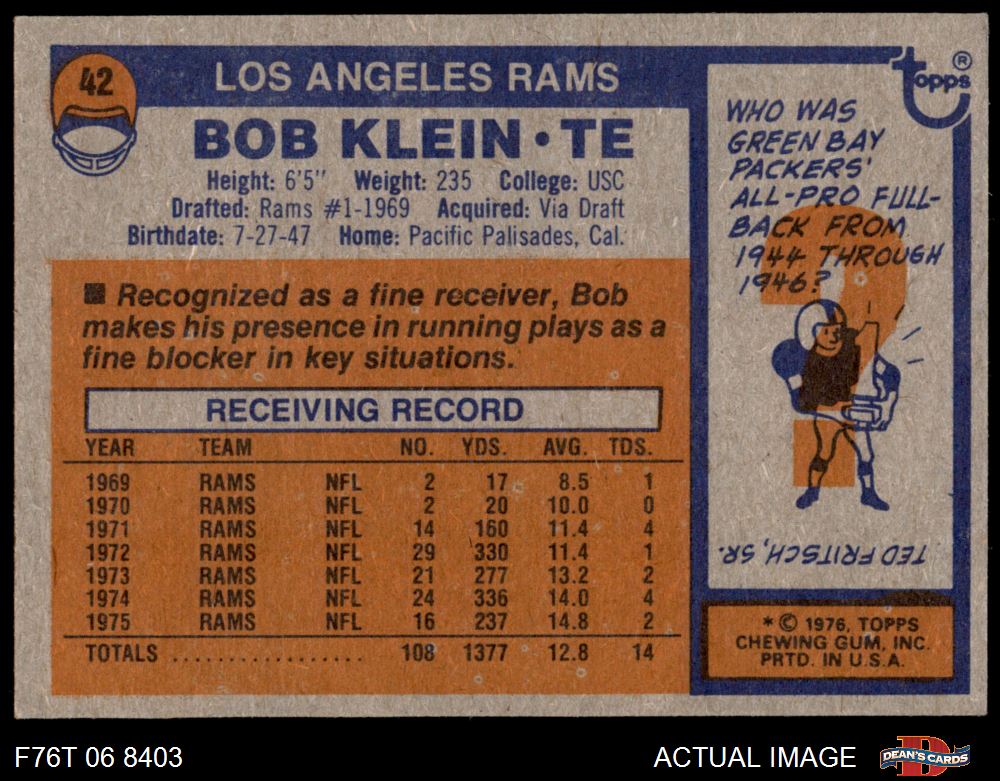 42
LOS ANGELES RAMS
BOB KLEIN • TE
Height: 6'5" Weight: 235 College: USC
Drafted: Rams #1-1969 Acquired: Via Draft
Birthdate: 7-27-47 Home: Pacific Palisades, Cal.
■ Recognized as a fine receiver, Bob
makes his presence in running plays as a
fine blocker in key situations.
RECEIVING RECORD
YEAR TEAM NO. YDS. AVG. TDS.
1969 RAMS NFL 2 17 8.5 1
1970 RAMS NFL 2 20 10.0 0
1971 RAMS NFL 14 160 11.4 4
1972 RAMS NFL 29 330 11.4 1
1973 RAMS NFL 21 277 13.2 2
1974 RAMS NFL 24 336 14.0 4
1975 RAMS NFL 16 237 14.8 2
TOTALS .................. 108 1377 12.8 14
topps®
WHO WAS
GREEN BAY
PACKERS'
ALL-PRO FULL-
BACK FROM
1944 THROUGH
1946?
TED FRITSCH, SR.
* © 1976, TOPPS
CHEWING GUM, INC.
PRTD. IN U.S.A.
F76T 06 8403
ACTUAL IMAGE
DEAN'S CARDS